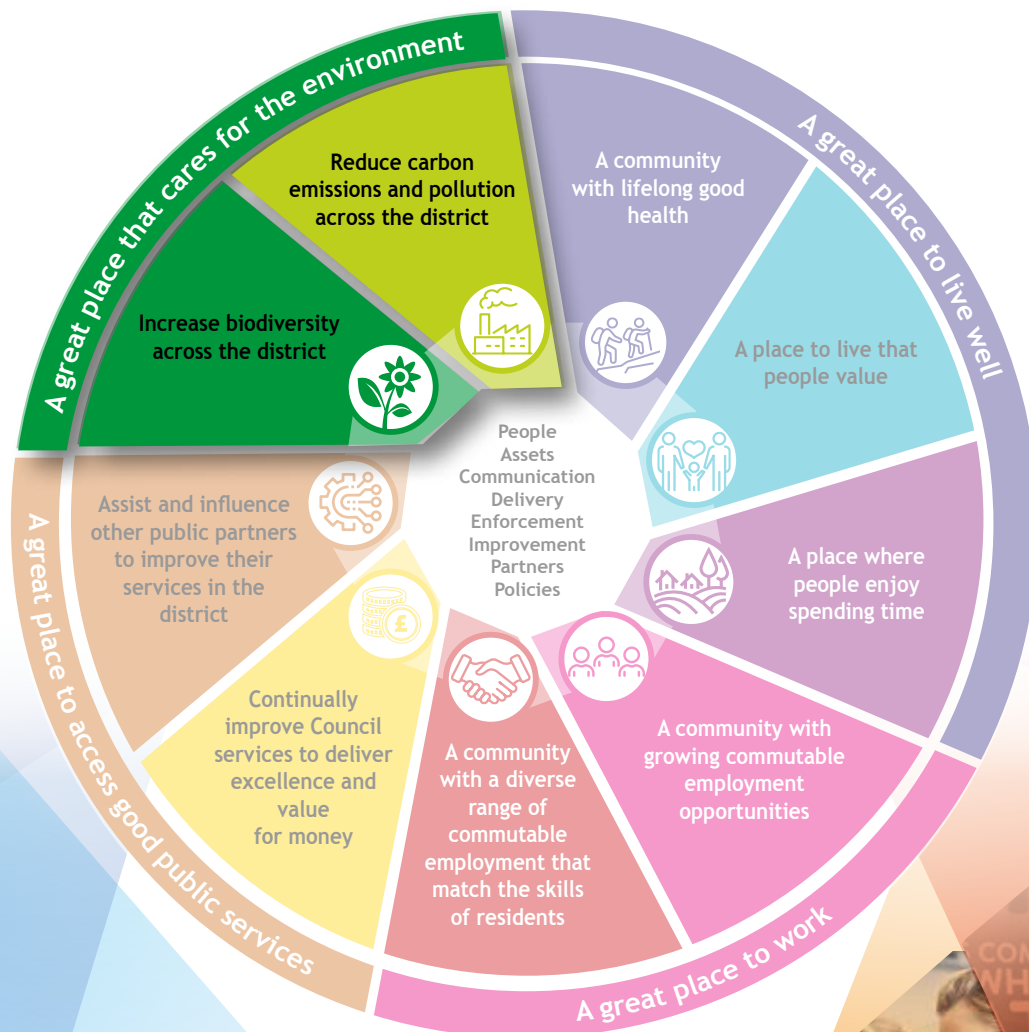 A great place that cares for the environment
Reduce carbon
emissions and pollution
across the district
Increase biodiversity
across the district
A great place to live well
A community
with lifelong good
health
A place to live that
people value
A place where
people enjoy
spending time
A great place to work
A community with
growing commutable
employment
opportunities
A community
with a diverse
range of
commutable
employment that
match the skills
of residents
A great place to access good public services
Continually
improve Council
services to deliver
excellence and
value
for money
£
Assist and influence
other public partners
to improve their
services in the
district
People
Assets
Communication
Delivery
Enforcement
Improvement
Partners
Policies